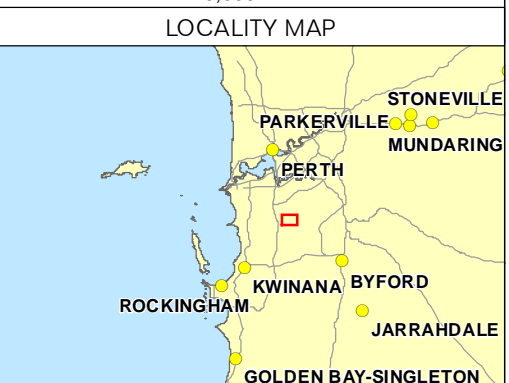 LOCALITY MAP
STONEVILLE
PARKERVILLE
MUNDARING
PERTH
KWINANA
BYFORD
ROCKINGHAM
JARRAHDALE
GOLDEN BAY-SINGLETON